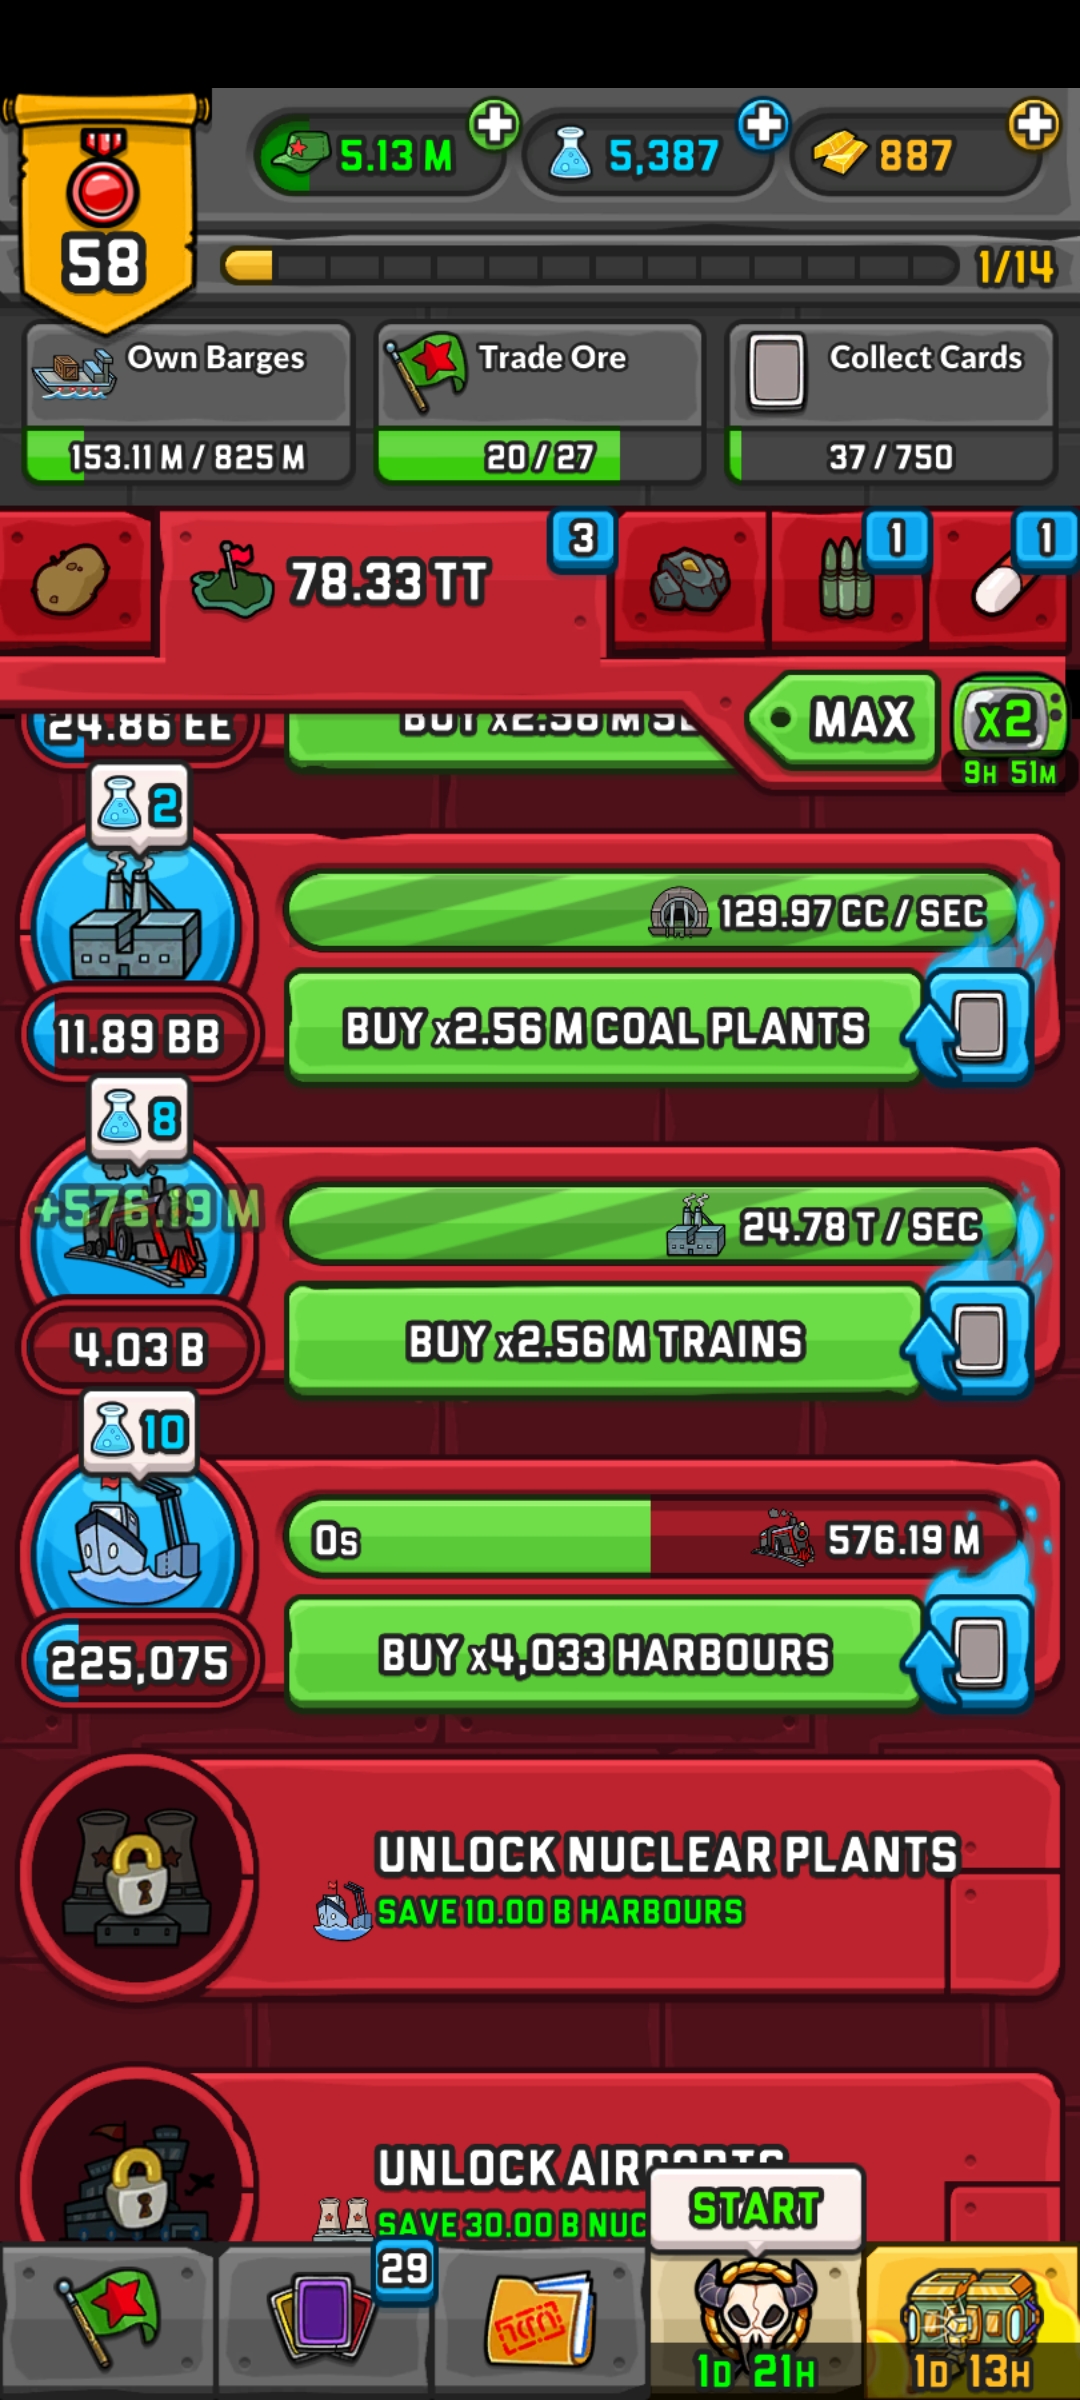 58
5.13 M
5,387
887
1/14
Own Barges
153.11 M / 825 M
Trade Ore
20 / 27
Collect Cards
37 / 750
78.33 TT
3
1
1
MAX
x2
9H 51M
24.86 EE
2
129.97 CC / SEC
11.89 BB
BUY x2.56 M COAL PLANTS
8
+576.19 M
24.78 T / SEC
4.03 B
BUY x2.56 M TRAINS
10
0s
576.19 M
225,075
BUY x4,033 HARBOURS
UNLOCK NUCLEAR PLANTS
SAVE 10.00 B HARBOURS
UNLOCK AIRPORTS
SAVE 30.00 B NUC
START
29
1D 21H
1D 13H